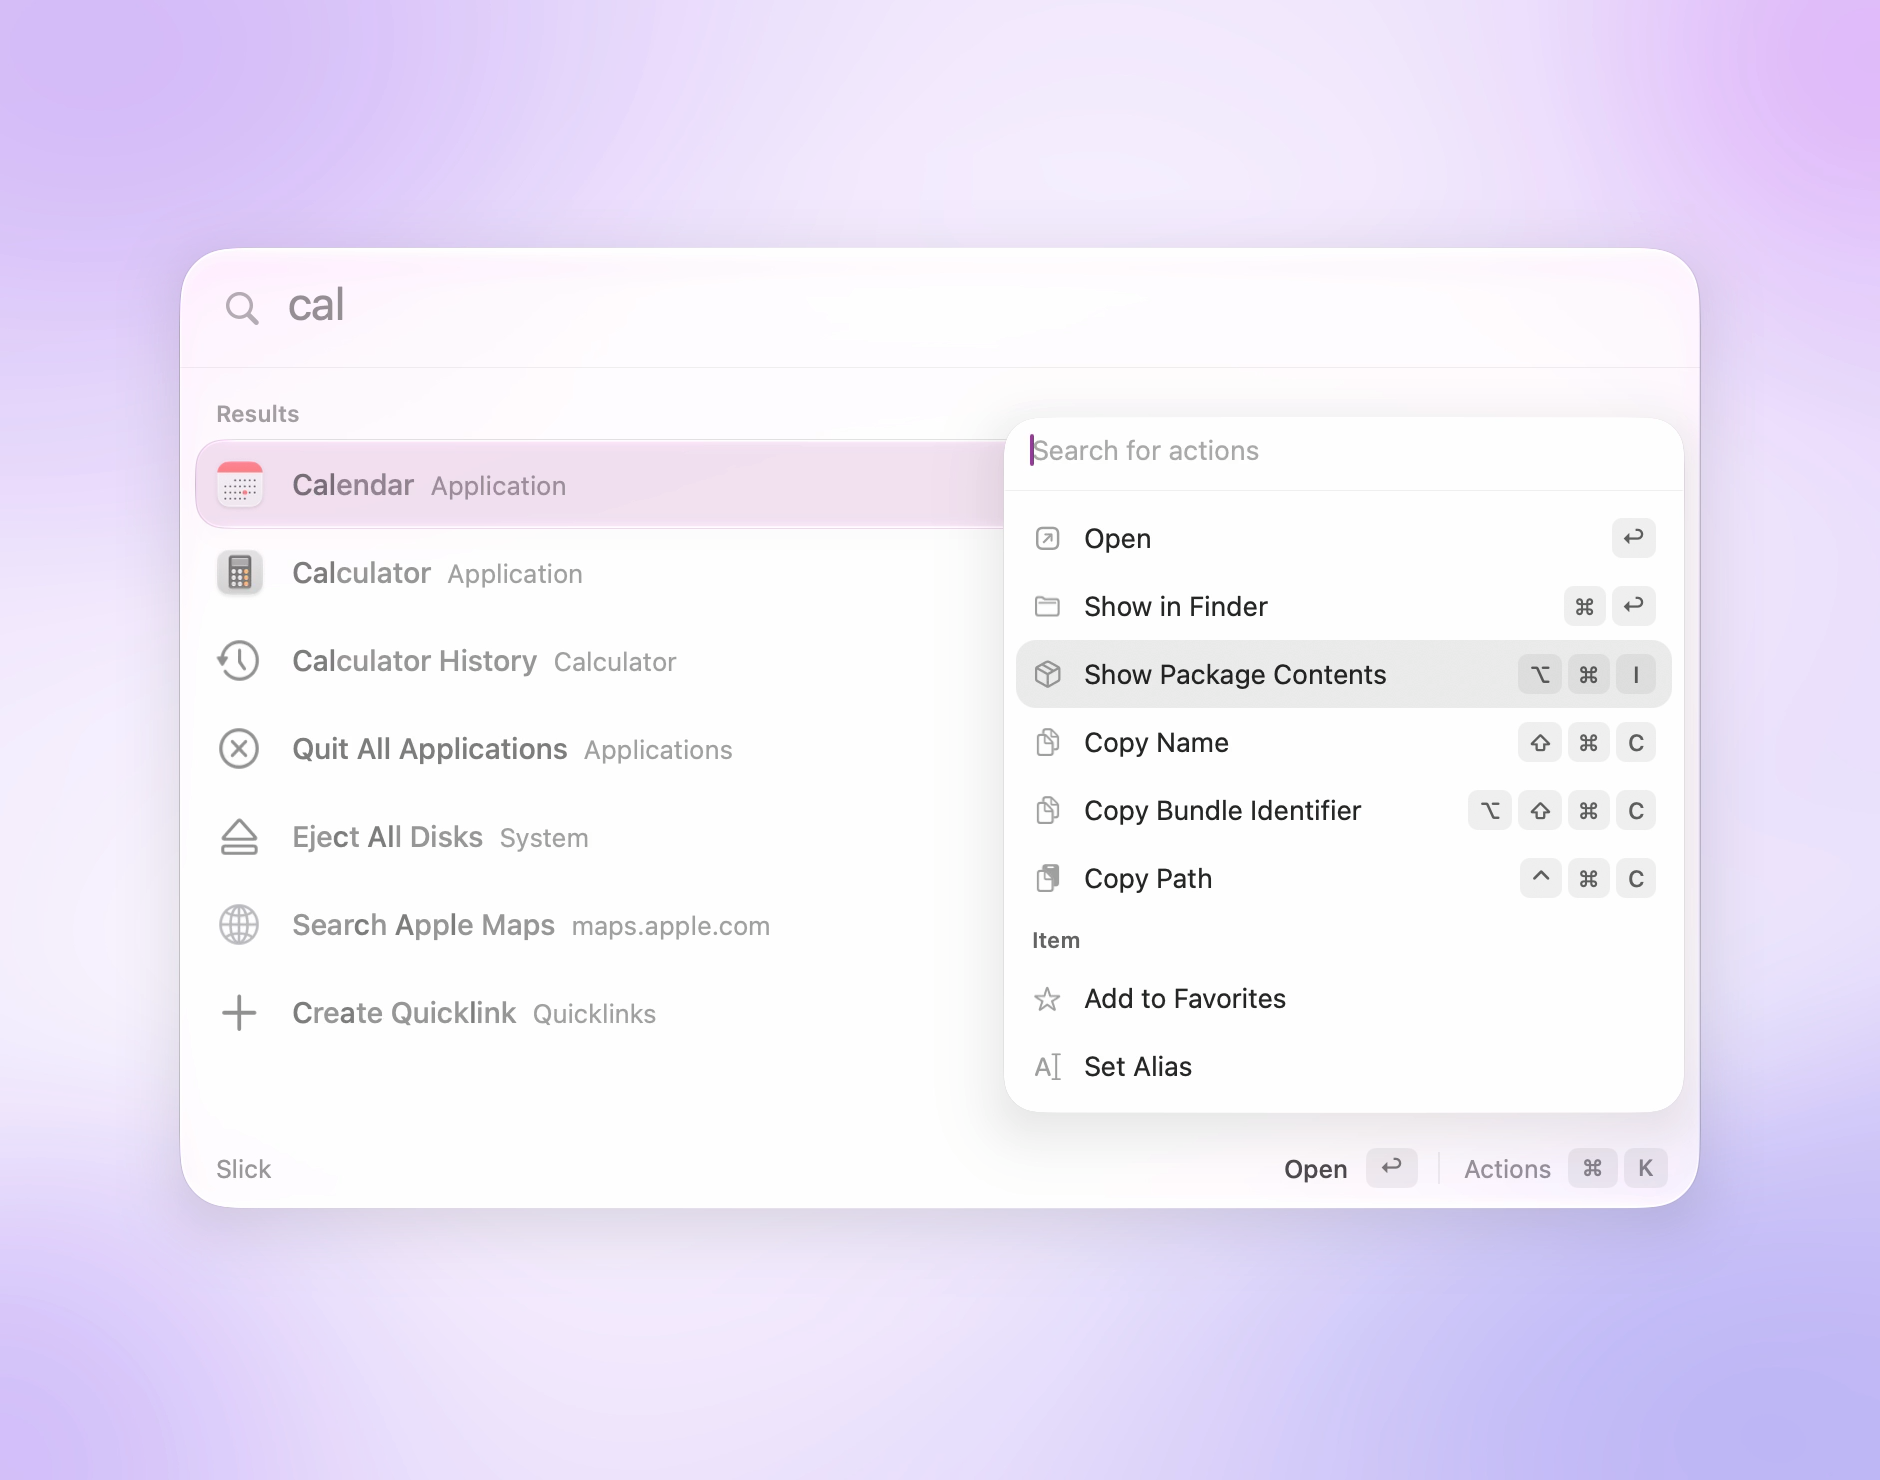 cal
Results
Calendar Application
Calculator Application
Calculator History Calculator
Quit All Applications Applications
Eject All Disks System
Search Apple Maps maps.apple.com
Create Quicklink Quicklinks
Search for actions
Open ↩
Show in Finder ⌘ ↩
Show Package Contents ⌥ ⌘ I
Copy Name ⇧ ⌘ C
Copy Bundle Identifier ⌥ ⇧ ⌘ C
Copy Path ^ ⌘ C
Item
Add to Favorites
Set Alias
Slick
Open ↩ Actions ⌘ K